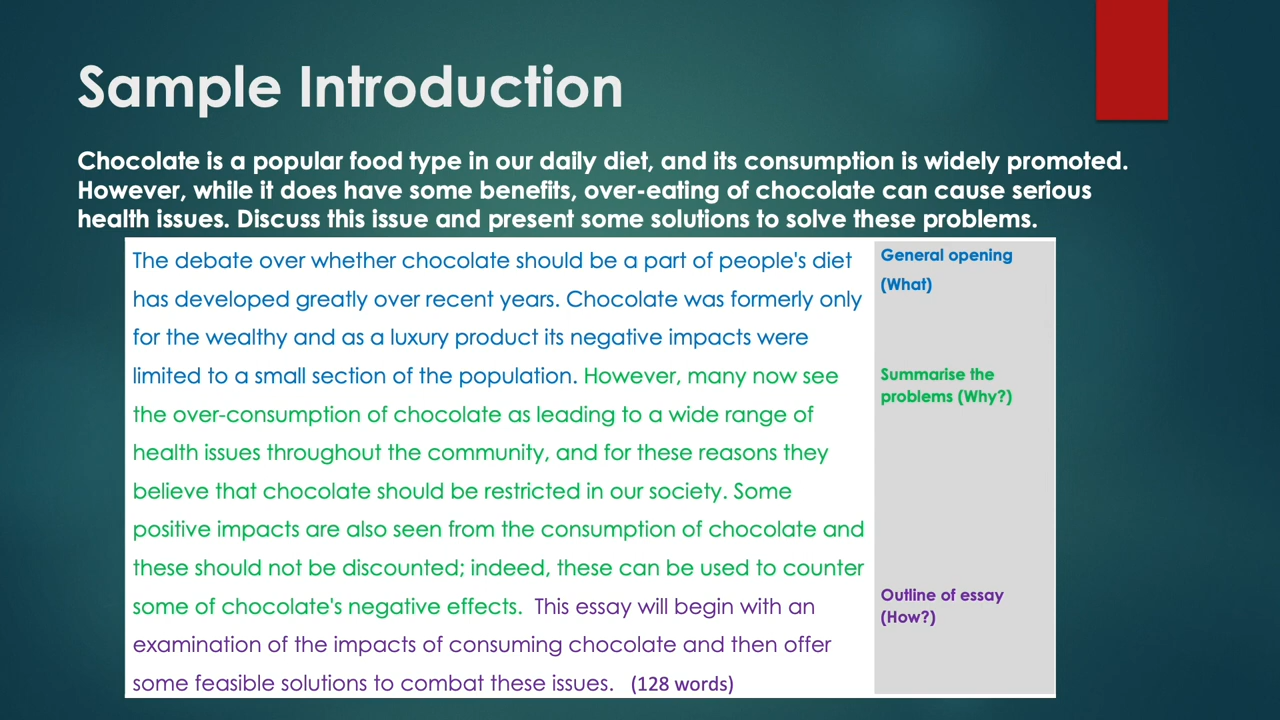 Sample Introduction
Chocolate is a popular food type in our daily diet, and its consumption is widely promoted.
However, while it does have some benefits, over-eating of chocolate can cause serious
health issues. Discuss this issue and present some solutions to solve these problems.
The debate over whether chocolate should be a part of people's diet
has developed greatly over recent years. Chocolate was formerly only
for the wealthy and as a luxury product its negative impacts were
limited to a small section of the population. However, many now see
the over-consumption of chocolate as leading to a wide range of
health issues throughout the community, and for these reasons they
believe that chocolate should be restricted in our society. Some
positive impacts are also seen from the consumption of chocolate and
these should not be discounted; indeed, these can be used to counter
some of chocolate's negative effects.  This essay will begin with an
examination of the impacts of consuming chocolate and then offer
some feasible solutions to combat these issues.   (128 words)
General opening
(What)
Summarise the
problems (Why?)
Outline of essay
(How?)